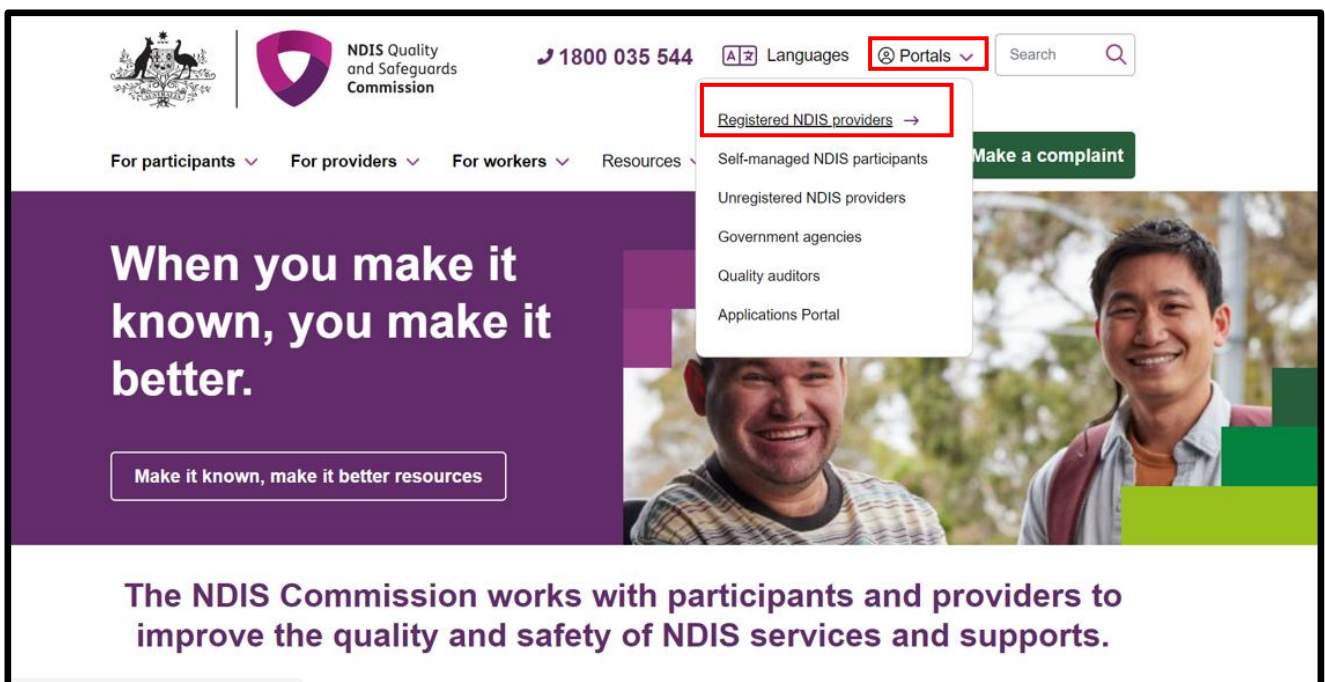 NDIS Quality
and Safeguards
Commission
1800 035 544
Languages
Portals
Search
Registered NDIS providers →
Self-managed NDIS participants
Unregistered NDIS providers
Government agencies
Quality auditors
Applications Portal
For participants
For providers
For workers
Resources
Make a complaint
When you make it
known, you make it
better.
Make it known, make it better resources
The NDIS Commission works with participants and providers to
improve the quality and safety of NDIS services and supports.